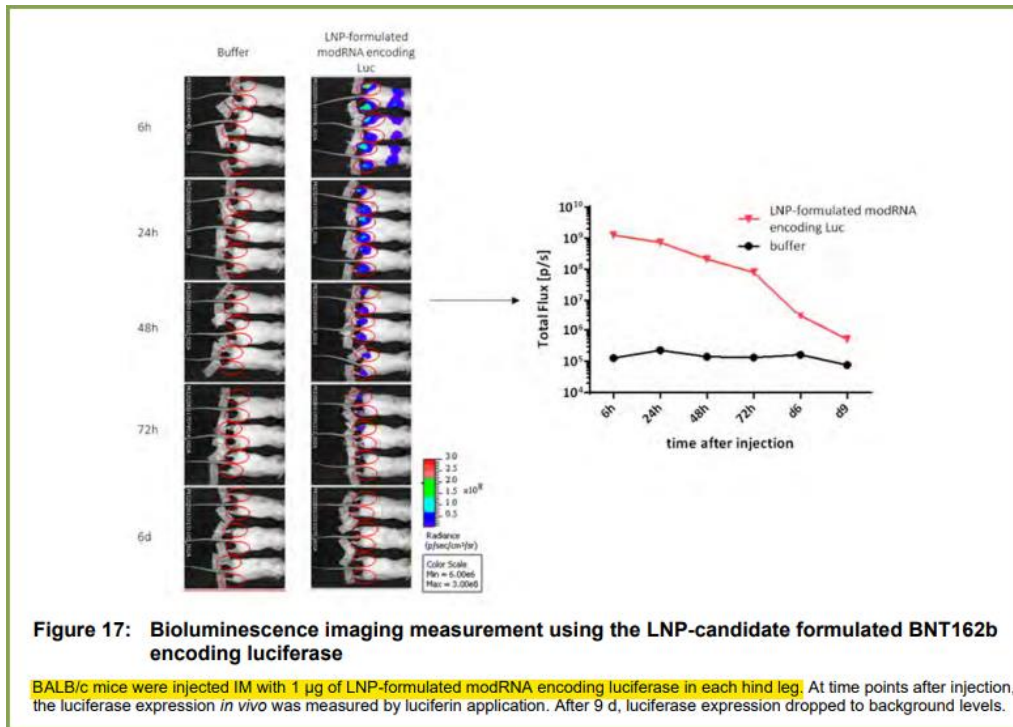 Buffer
LNP-formulated
modRNA encoding
Luc
6h
24h
48h
72h
6d
3.0
2.5
2.0
1.5 x10⁸
1.0
0.5
Radiance
(p/sec/cm²/sr)
Color Scale
Min = 6.00e6
Max = 3.00e8
LNP-formulated modRNA
encoding Luc
buffer
Total Flux [p/s]
10¹⁰
10⁹
10⁸
10⁷
10⁶
10⁵
10⁴
6h 24h 48h 72h d6 d9
time after injection
Figure 17: Bioluminescence imaging measurement using the LNP-candidate formulated BNT162b
encoding luciferase
BALB/c mice were injected IM with 1 µg of LNP-formulated modRNA encoding luciferase in each hind leg. At time points after injection,
the luciferase expression in vivo was measured by luciferin application. After 9 d, luciferase expression dropped to background levels.